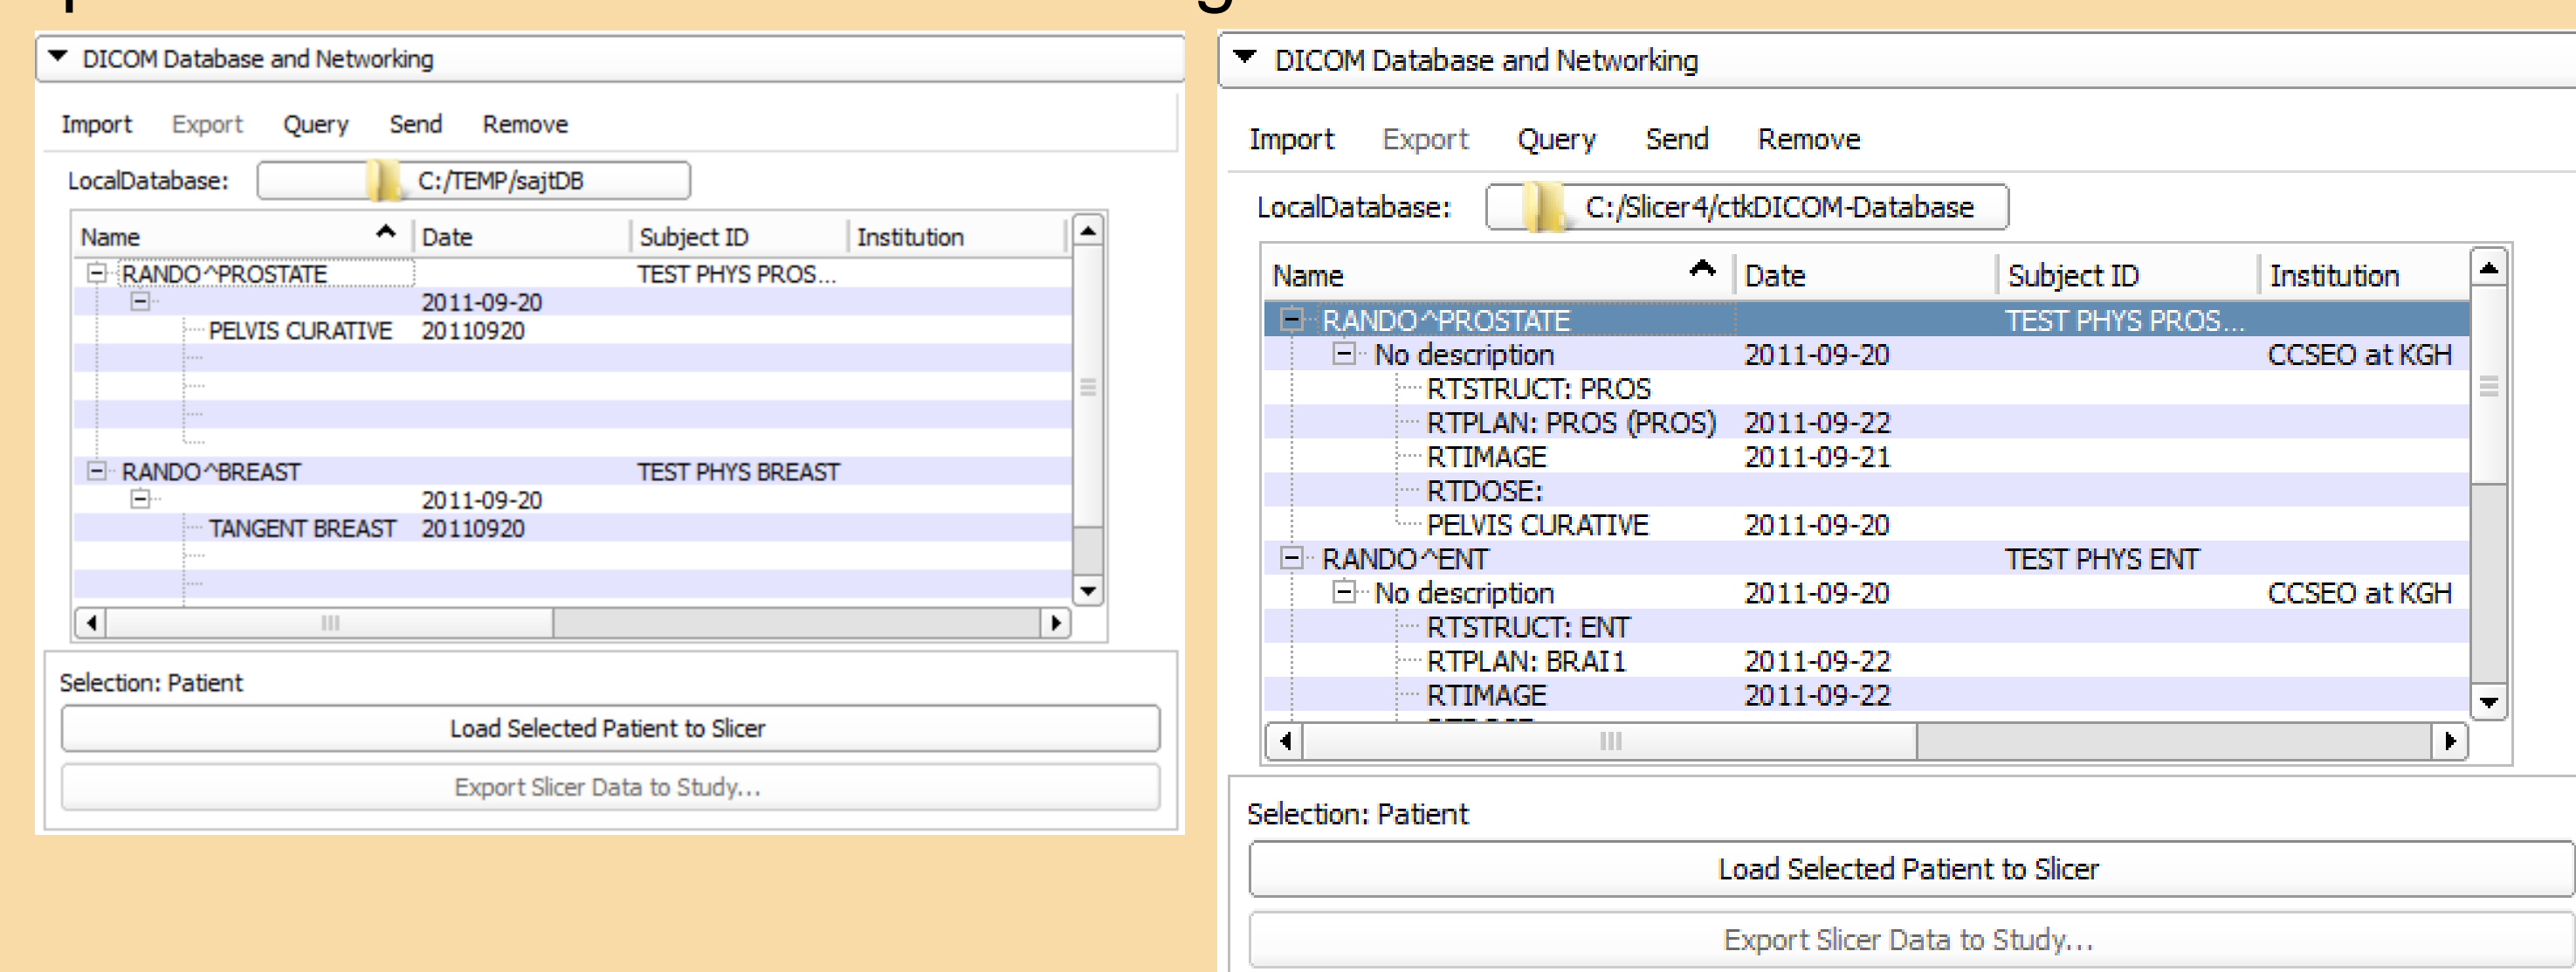 DICOM Database and Networking
Import Export Query Send Remove
LocalDatabase: C:/TEMP/sajtDB
Name Date Subject ID Institution
RANDO^PROSTATE TEST PHYS PROS...
2011-09-20
PELVIS CURATIVE 20110920
RANDO^BREAST TEST PHYS BREAST
2011-09-20
TANGENT BREAST 20110920
Selection: Patient
Load Selected Patient to Slicer
Export Slicer Data to Study...
DICOM Database and Networking
Import Export Query Send Remove
LocalDatabase: C:/Slicer4/ctkDICOM-Database
Name Date Subject ID Institution
RANDO^PROSTATE TEST PHYS PROS...
No description 2011-09-20 CCSEO at KGH
RTSTRUCT: PROS
RTPLAN: PROS (PROS) 2011-09-22
RTIMAGE 2011-09-21
RTDOSE:
PELVIS CURATIVE 2011-09-20
RANDO^ENT TEST PHYS ENT
No description 2011-09-20 CCSEO at KGH
RTSTRUCT: ENT
RTPLAN: BRAI1 2011-09-22
RTIMAGE 2011-09-22
Selection: Patient
Load Selected Patient to Slicer
Export Slicer Data to Study...